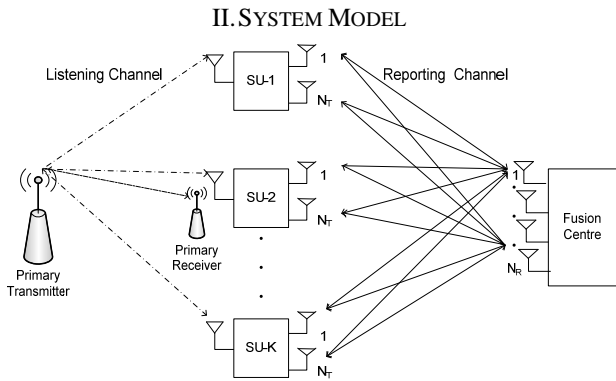 II. SYSTEM MODEL
Listening Channel
SU-1
1
N_T
Reporting Channel
SU-2
1
N_T
1
N_R
Fusion
Centre
Primary
Transmitter
Primary
Receiver
SU-K
1
N_T